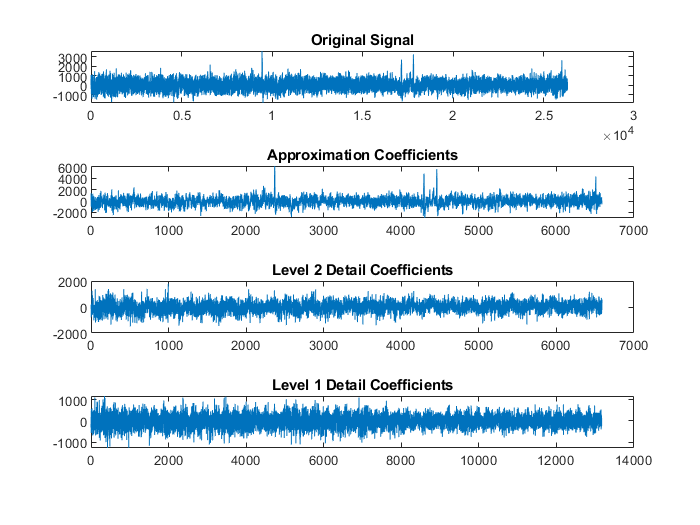 Original Signal
3000
2000
1000
0
-1000
0 0.5 1 1.5 2 2.5 3
×10^4
Approximation Coefficients
6000
4000
2000
0
-2000
0 1000 2000 3000 4000 5000 6000 7000
Level 2 Detail Coefficients
2000
0
-2000
0 1000 2000 3000 4000 5000 6000 7000
Level 1 Detail Coefficients
1000
0
-1000
0 2000 4000 6000 8000 10000 12000 14000